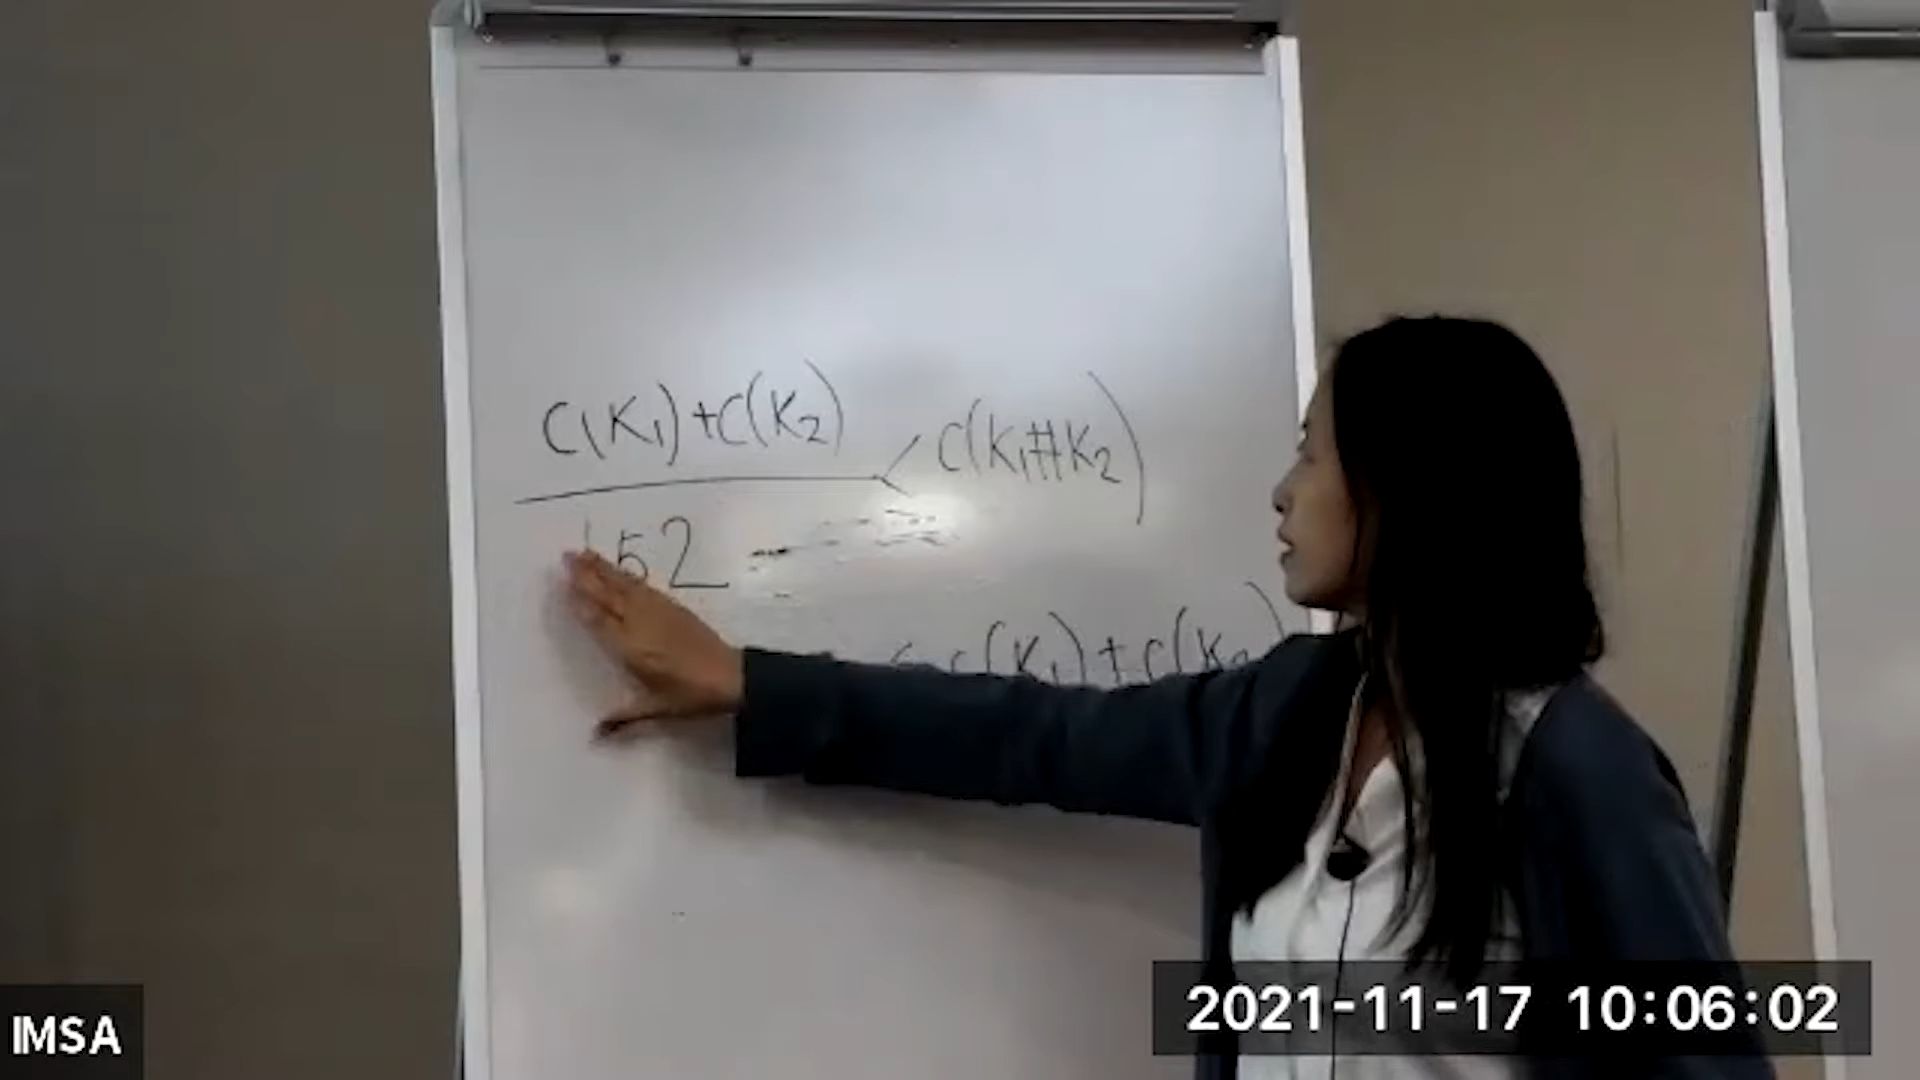 C(K₁)+C(K₂)
< C(K₁#K₂)
152
≤ C(K₁)+C(K₂)
IMSA
2021-11-17 10:06:02